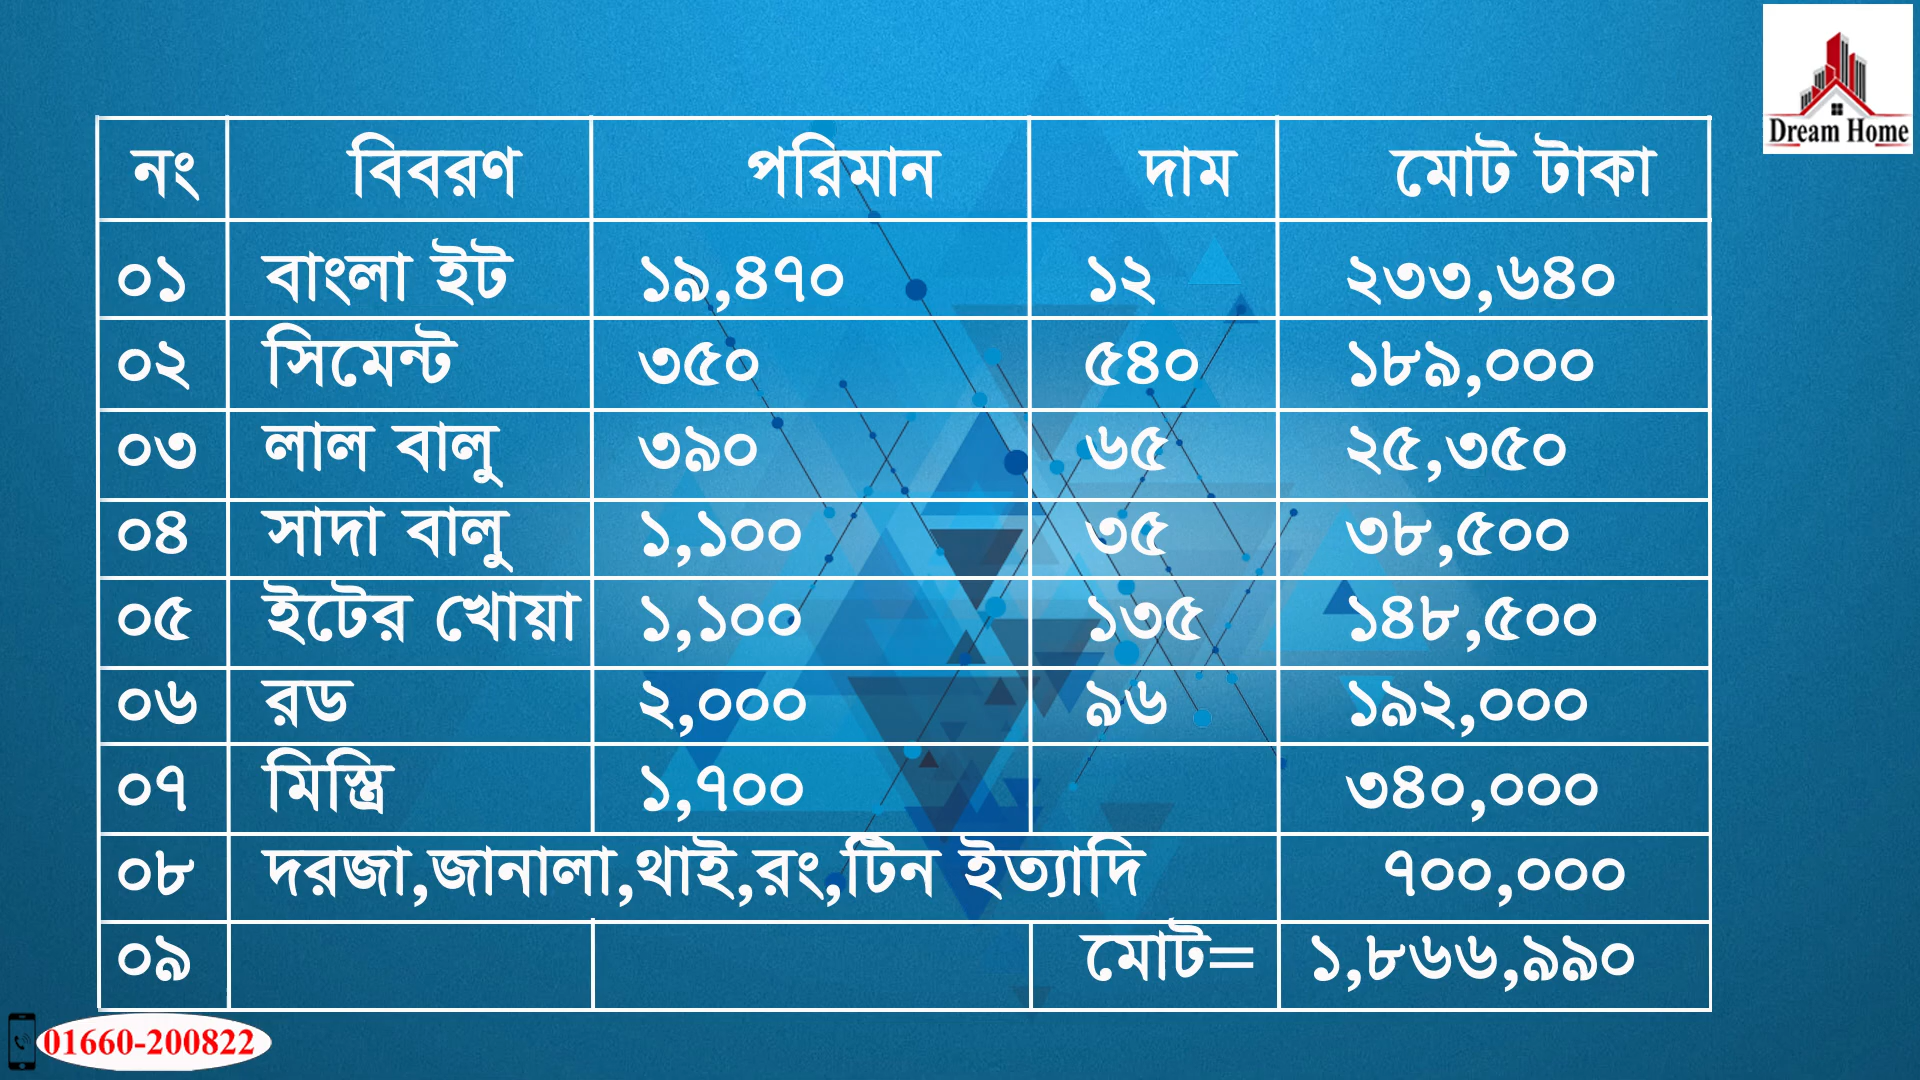 Dream Home
নং বিবরণ পরিমান দাম মোট টাকা
০১ বাংলা ইট ১৯,৪৭০ ১২ ২৩৩,৬৪০
০২ সিমেন্ট ৩৫০ ৫৪০ ১৮৯,০০০
০৩ লাল বালু ৩৯০ ৬৫ ২৫,৩৫০
০৪ সাদা বালু ১,১০০ ৩৫ ৩৮,৫০০
০৫ ইটের খোয়া ১,১০০ ১৩৫ ১৪৮,৫০০
০৬ রড ২,০০০ ৯৬ ১৯২,০০০
০৭ মিস্ত্রি ১,৭০০ ৩৪০,০০০
০৮ দরজা,জানালা,থাই,রং,টিন ইত্যাদি ৭০০,০০০
০৯ মোট= ১,৮৬৬,৯৯০
01660-200822